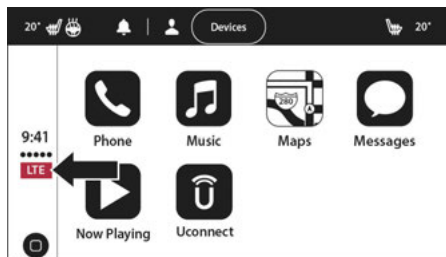 20° Devices 20°
280
Phone Music Maps Messages
9:41
LTE
Now Playing Uconnect